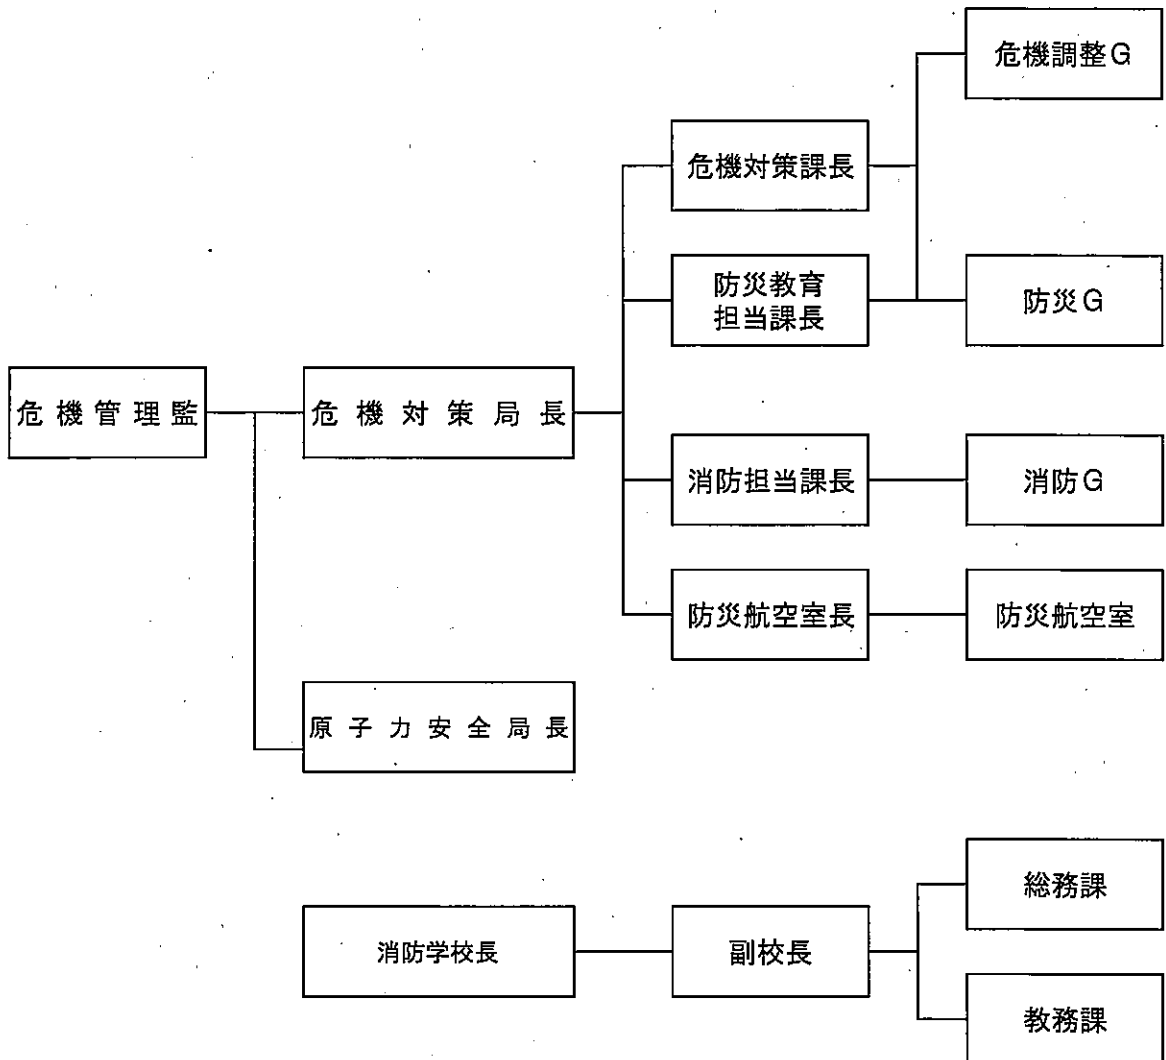 危機調整G
危機対策課長
防災教育
担当課長
防災G
危機管理監
危機対策局長
消防担当課長
消防G
防災航空室長
防災航空室
原子力安全局長
総務課
消防学校長
副校長
教務課